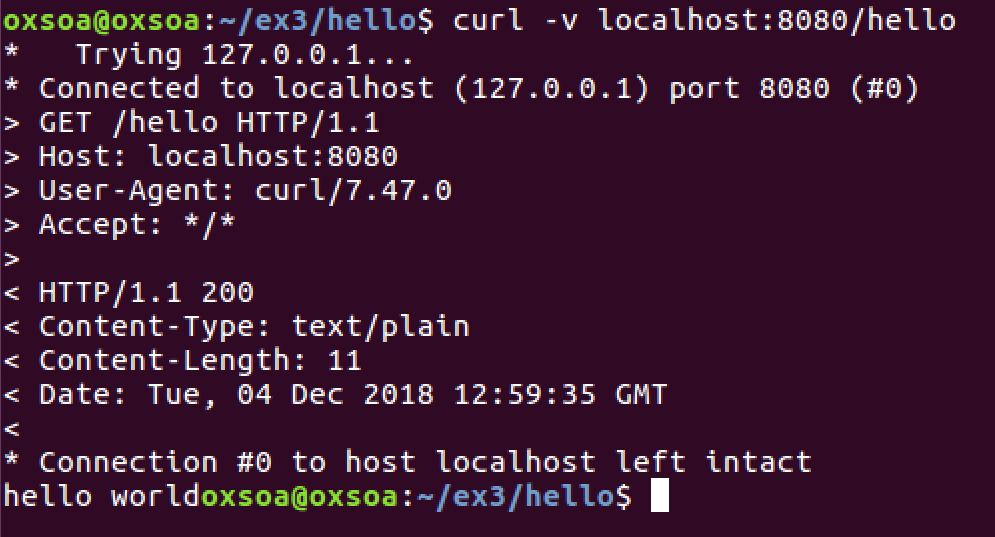 oxsoa@oxsoa:~/ex3/hello$ curl -v localhost:8080/hello
*   Trying 127.0.0.1...
* Connected to localhost (127.0.0.1) port 8080 (#0)
> GET /hello HTTP/1.1
> Host: localhost:8080
> User-Agent: curl/7.47.0
> Accept: */*
>
< HTTP/1.1 200
< Content-Type: text/plain
< Content-Length: 11
< Date: Tue, 04 Dec 2018 12:59:35 GMT
<
* Connection #0 to host localhost left intact
hello worldoxsoa@oxsoa:~/ex3/hello$